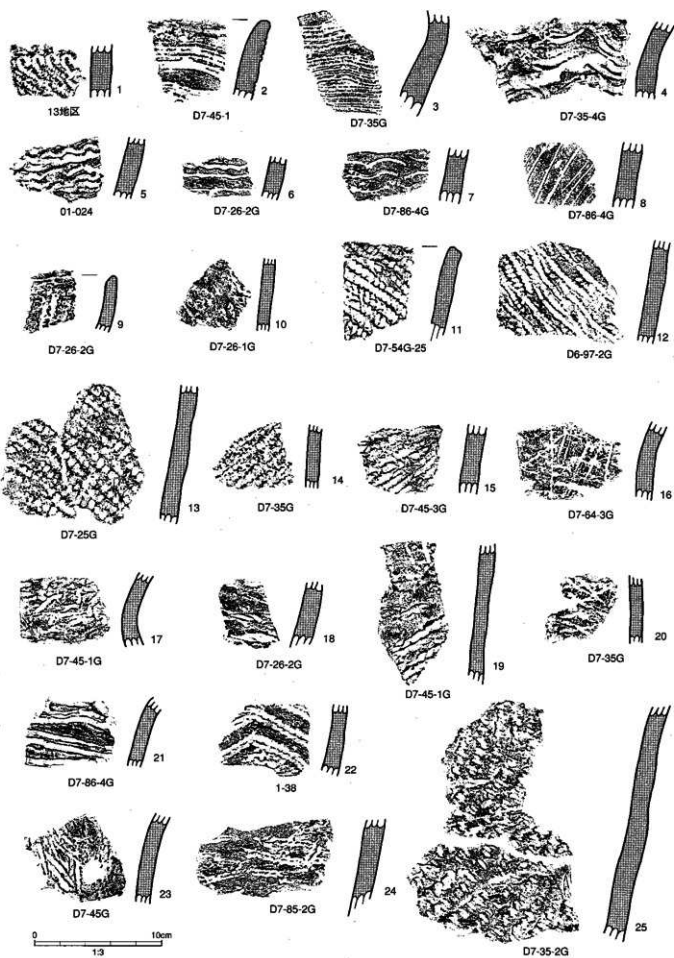 1
13地区
2
D7-45-1
3
D7-35G
4
D7-35-4G
5
01-024
6
D7-26-2G
7
D7-86-4G
8
D7-86-4G
9
D7-26-2G
10
D7-26-1G
11
D7-54G-25
12
D6-97-2G
13
D7-25G
14
D7-35G
15
D7-45-3G
16
D7-64-3G
17
D7-45-1G
18
D7-26-2G
19
D7-45-1G
20
D7-35G
21
D7-86-4G
22
1-38
23
D7-45G
24
D7-85-2G
25
D7-35-2G
0 10cm
1:3